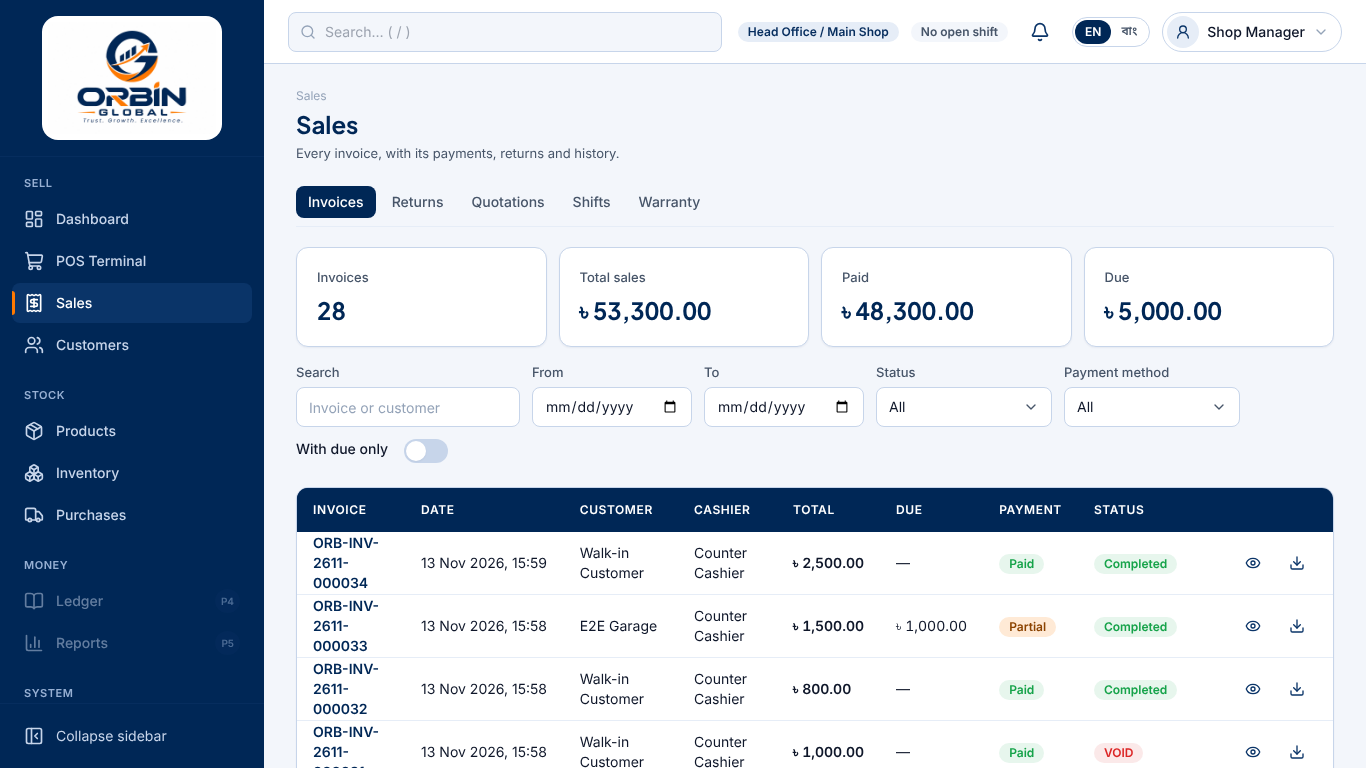 ORBIN
GLOBAL
Trust. Growth. Excellence.
Search... ( / )
Head Office / Main Shop
No open shift
EN
বাং
Shop Manager
SELL
Dashboard
POS Terminal
Sales
Customers
STOCK
Products
Inventory
Purchases
MONEY
Ledger P4
Reports P5
SYSTEM
Collapse sidebar
Sales
Sales
Every invoice, with its payments, returns and history.
Invoices Returns Quotations Shifts Warranty
Invoices
28
Total sales
৳ 53,300.00
Paid
৳ 48,300.00
Due
৳ 5,000.00
Search
Invoice or customer
From
mm/dd/yyyy
To
mm/dd/yyyy
Status
All
Payment method
All
With due only
INVOICE DATE CUSTOMER CASHIER TOTAL DUE PAYMENT STATUS
ORB-INV-
2611-
000034
13 Nov 2026, 15:59
Walk-in
Customer
Counter
Cashier
৳ 2,500.00
—
Paid
Completed
ORB-INV-
2611-
000033
13 Nov 2026, 15:58
E2E Garage
Counter
Cashier
৳ 1,500.00
৳ 1,000.00
Partial
Completed
ORB-INV-
2611-
000032
13 Nov 2026, 15:58
Walk-in
Customer
Counter
Cashier
৳ 800.00
—
Paid
Completed
ORB-INV-
2611-
13 Nov 2026, 15:58
Walk-in
Customer
Counter
Cashier
৳ 1,000.00
—
Paid
VOID